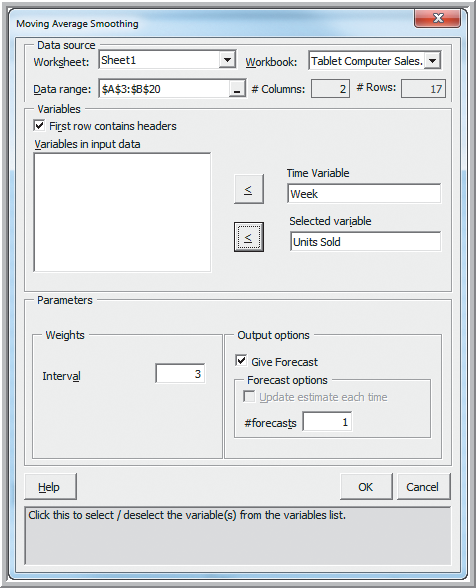 Moving Average Smoothing
Data source
Worksheet: Sheet1 Workbook: Tablet Computer Sales.
Data range: $A$3:$B$20 # Columns: 2 # Rows: 17
Variables
First row contains headers
Variables in input data
< Time Variable
Week
< Selected variable
Units Sold
Parameters
Weights Output options
Give Forecast
Interval 3
Forecast options
Update estimate each time
#forecasts 1
Help OK Cancel
Click this to select / deselect the variable(s) from the variables list.